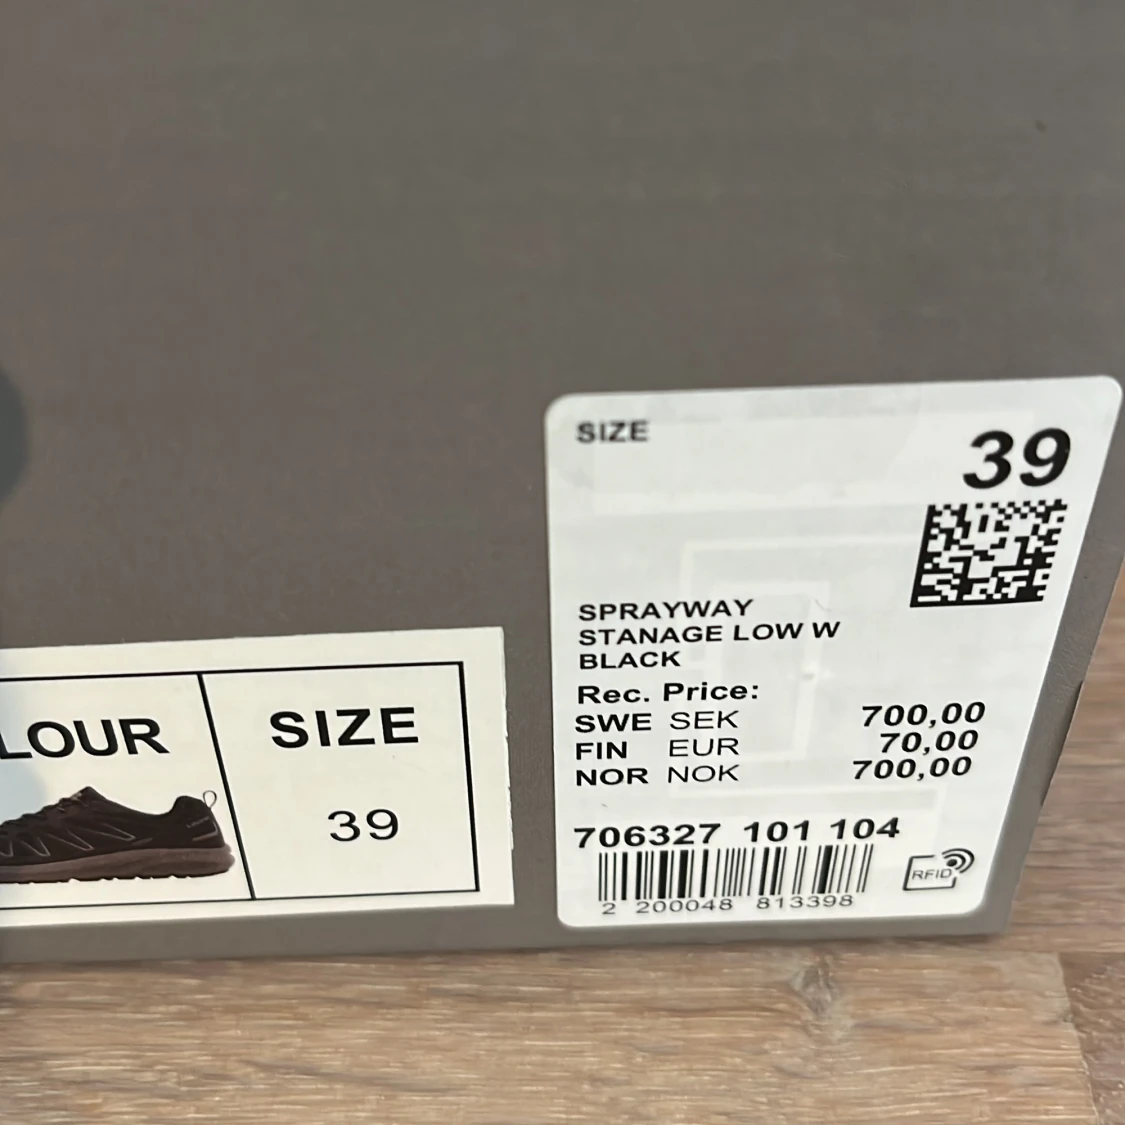 LOUR
SIZE
39
SIZE
39
SPRAYWAY
STANAGE LOW W
BLACK
Rec. Price:
SWE SEK 700,00
FIN EUR 70,00
NOR NOK 700,00
706327 101 104
2 200048 813398
RFID